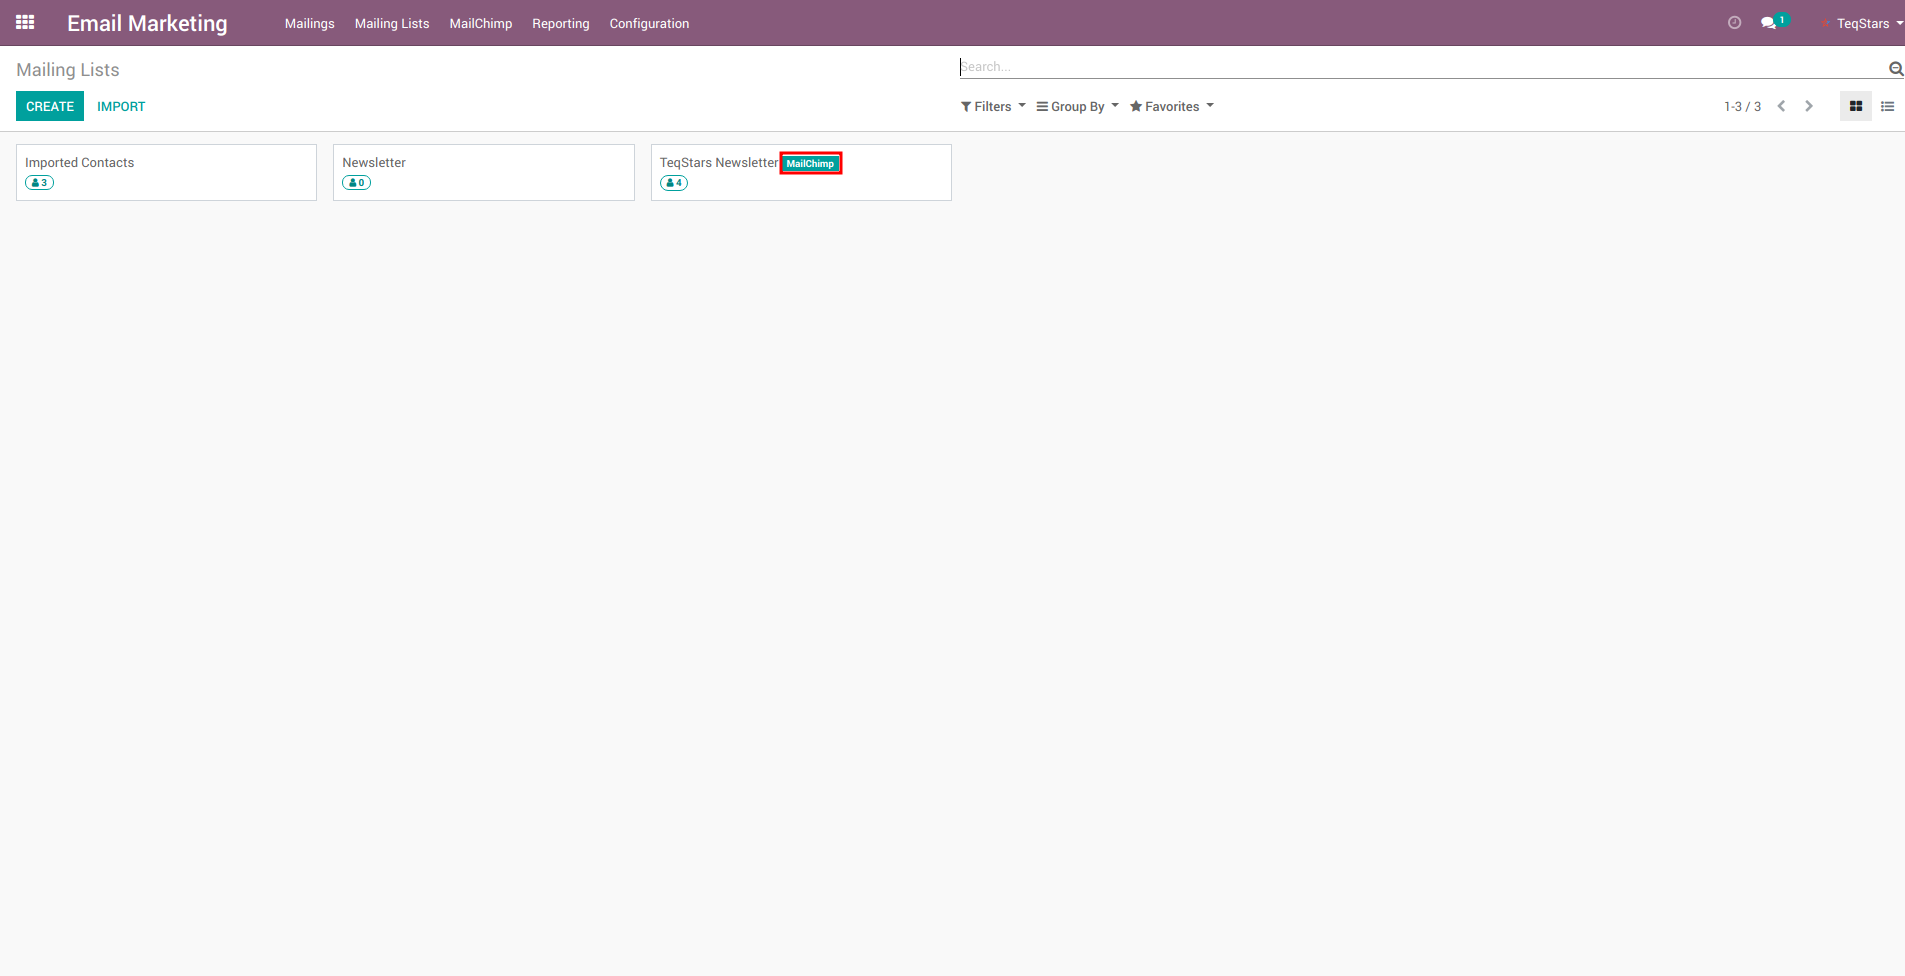 Email Marketing Mailings Mailing Lists MailChimp Reporting Configuration 1 TeqStars
Mailing Lists Search...
CREATE IMPORT Filters Group By Favorites 1-3 / 3
Imported Contacts
3
Newsletter
0
TeqStars Newsletter MailChimp
4